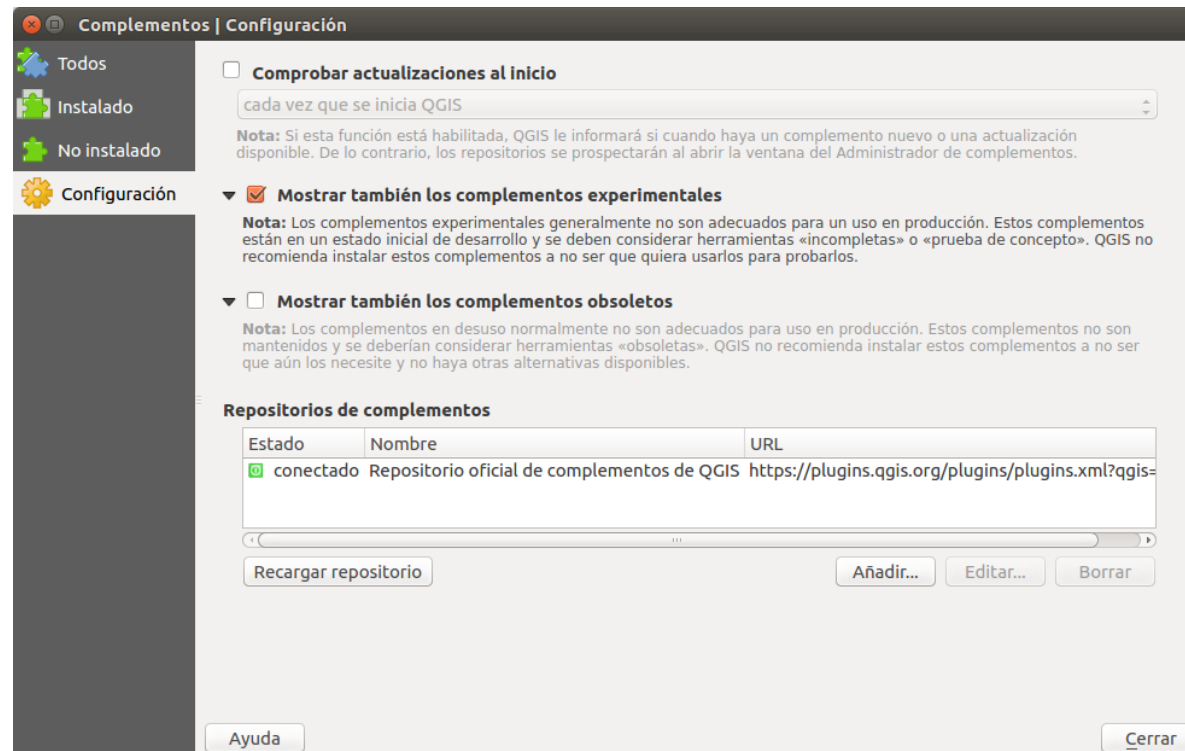 Complementos | Configuración
Todos
Instalado
No instalado
Configuración
Comprobar actualizaciones al inicio
cada vez que se inicia QGIS
Nota: Si esta función está habilitada, QGIS le informará si cuando haya un complemento nuevo o una actualización
disponible. De lo contrario, los repositorios se prospectarán al abrir la ventana del Administrador de complementos.
Mostrar también los complementos experimentales
Nota: Los complementos experimentales generalmente no son adecuados para un uso en producción. Estos complementos
están en un estado inicial de desarrollo y se deben considerar herramientas «incompletas» o «prueba de concepto». QGIS no
recomienda instalar estos complementos a no ser que quiera usarlos para probarlos.
Mostrar también los complementos obsoletos
Nota: Los complementos en desuso normalmente no son adecuados para uso en producción. Estos complementos no son
mantenidos y se deberían considerar herramientas «obsoletas». QGIS no recomienda instalar estos complementos a no ser
que aún los necesite y no haya otras alternativas disponibles.
Repositorios de complementos
Estado Nombre URL
conectado Repositorio oficial de complementos de QGIS https://plugins.qgis.org/plugins/plugins.xml?qgis=
Recargar repositorio Añadir... Editar... Borrar
Ayuda Cerrar